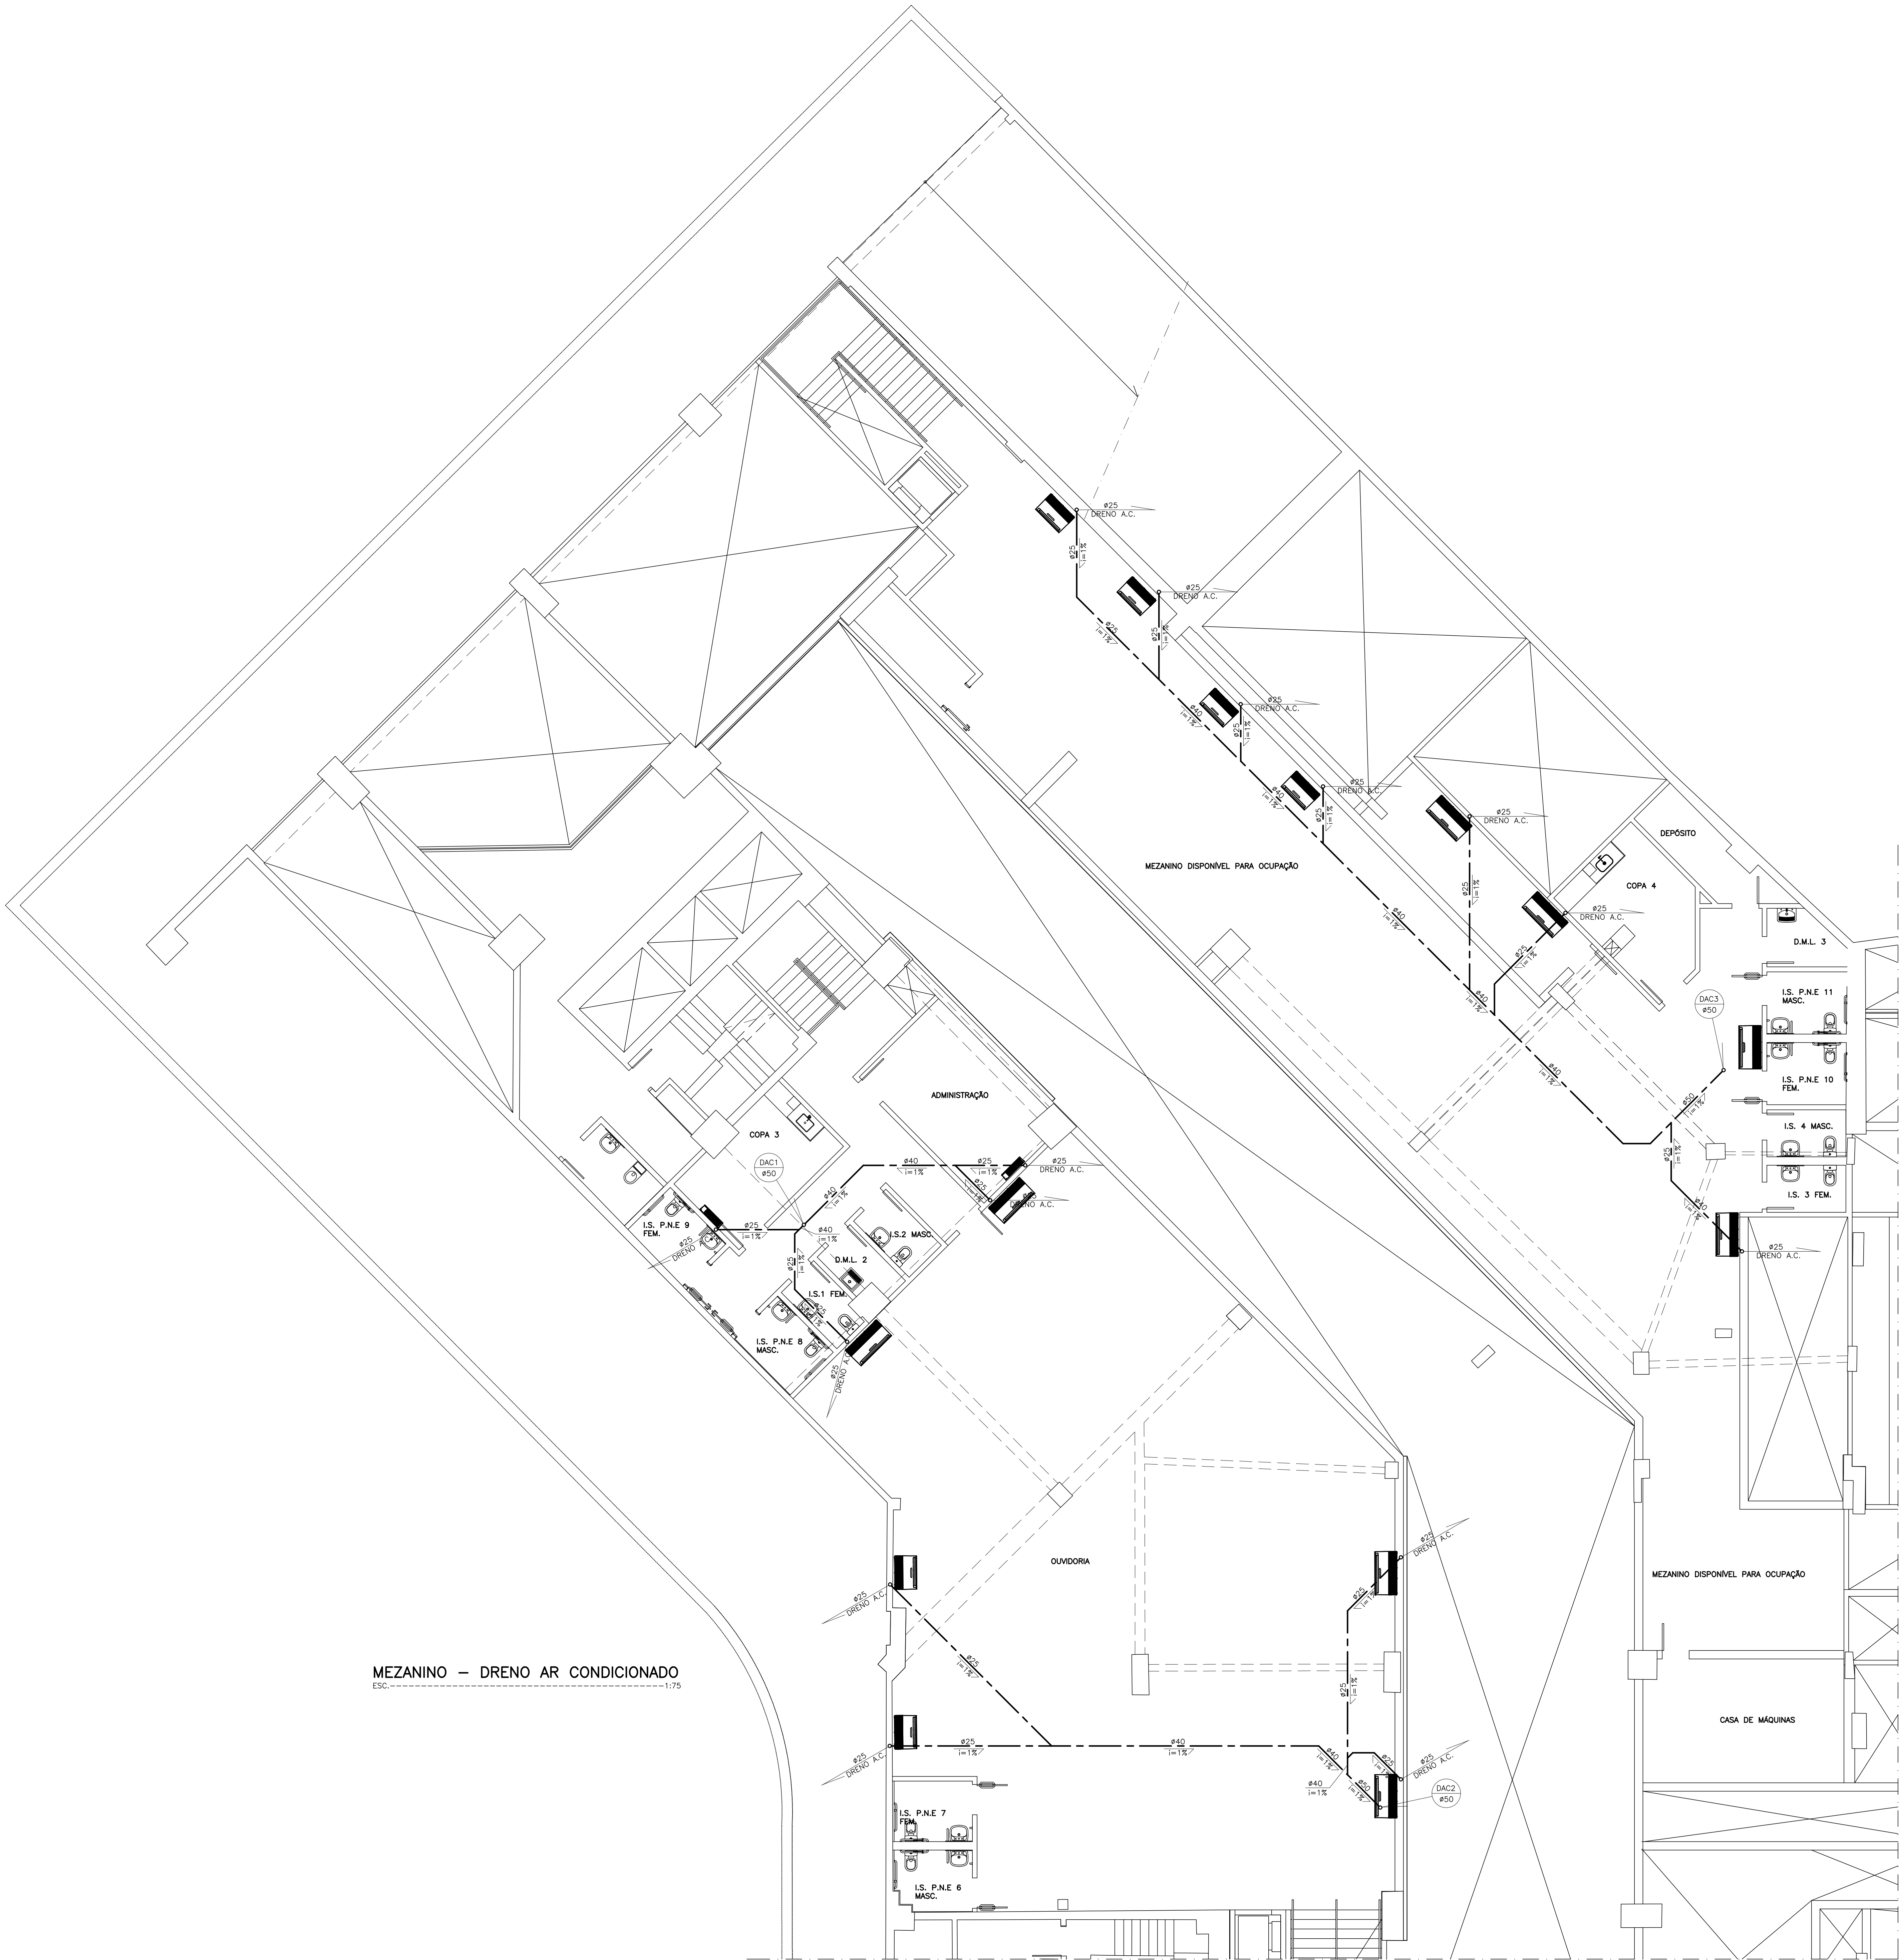 ø25
DRENO A.C.
ø25
i=1%
ø25
DRENO A.C.
ø25
i=1%
ø25
i=1%
ø25
DRENO A.C.
ø40
i=1%
ø25
i=1%
ø25
DRENO A.C.
ø40
i=1%
ø25
i=1%
ø25
DRENO A.C.
DEPÓSITO
MEZANINO DISPONÍVEL PARA OCUPAÇÃO
COPA 4
ø25
i=1%
ø40
i=1%
ø25
DRENO A.C.
D.M.L. 3
ø25
i=1%
ø40
i=1%
I.S. P.N.E 11
MASC.
DAC3
ø50
ø40
i=1%
I.S. P.N.E 10
FEM.
ADMINISTRAÇÃO
ø50
i=1%
I.S. 4 MASC.
COPA 3
ø25
i=1%
DAC1
ø50
ø40
i=1%
ø25
i=1%
ø25
DRENO A.C.
ø25
i=1%
ø40
i=1%
DRENO A.C.
I.S. 3 FEM.
ø40
i=1%
I.S. P.N.E 9
FEM.
ø25
i=1%
ø40
i=1%
I.S.2 MASC.
ø25
DRENO A.C.
ø25
DRENO A.C.
ø25
i=1%
D.M.L. 2
I.S.1 FEM.
ø25
i=1%
I.S. P.N.E 8
MASC.
ø25
DRENO A.C.
ø25
DRENO A.C.
OUVIDORIA
MEZANINO DISPONÍVEL PARA OCUPAÇÃO
ø25
DRENO A.C.
ø25
i=1%
ø25
i=1%
MEZANINO – DRENO AR CONDICIONADO
ESC. 1:75
ø25
i=1%
CASA DE MÁQUINAS
ø25
DRENO A.C.
ø25
i=1%
ø40
i=1%
ø40
i=1%
ø25
i=1%
ø25
DRENO A.C.
ø40
i=1%
ø50
i=1%
DAC2
ø50
I.S. P.N.E 7
FEM.
I.S. P.N.E 6
MASC.